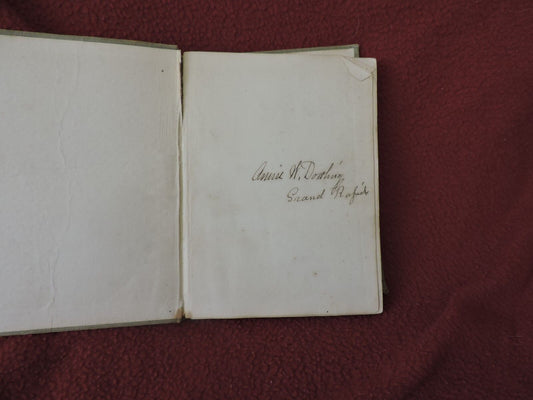 Annie W.
Grand Rapids